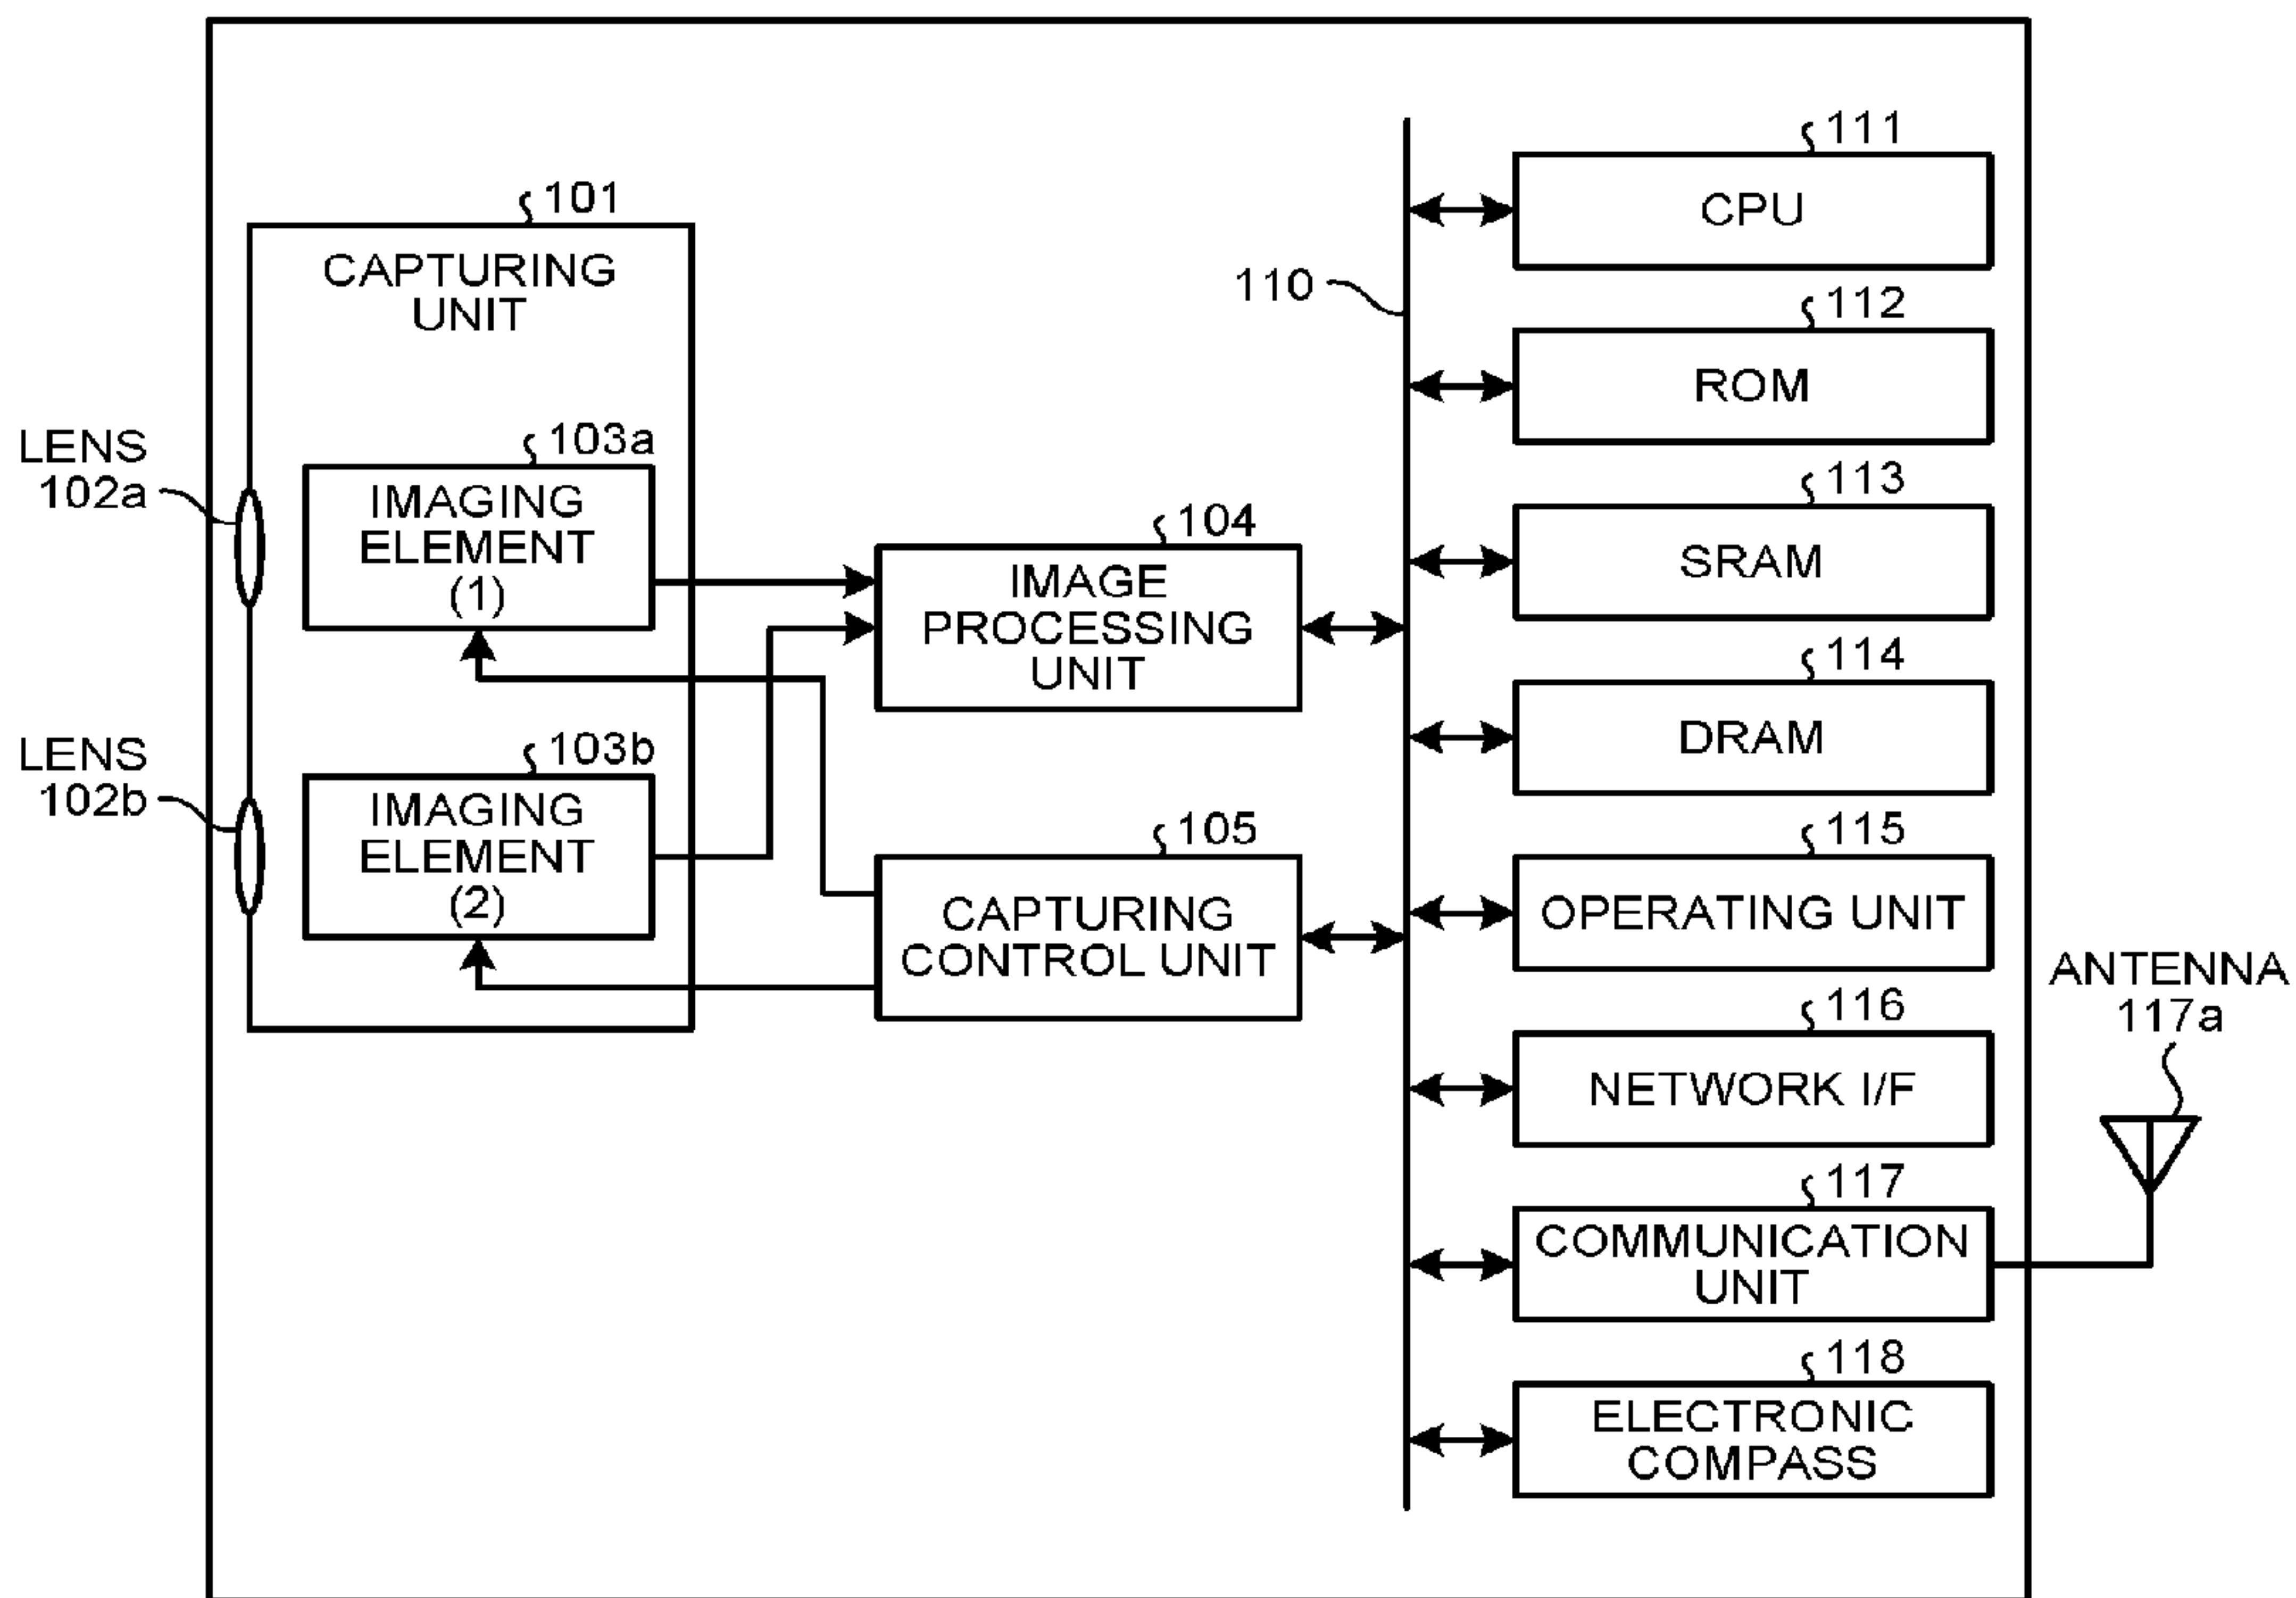 101
CAPTURING
UNIT
LENS
102a
103a
IMAGING
ELEMENT
(1)
LENS
102b
103b
IMAGING
ELEMENT
(2)
104
IMAGE
PROCESSING
UNIT
105
CAPTURING
CONTROL UNIT
110
111
CPU
112
ROM
113
SRAM
114
DRAM
115
OPERATING UNIT
116
NETWORK I/F
117
COMMUNICATION
UNIT
118
ELECTRONIC
COMPASS
ANTENNA
117a